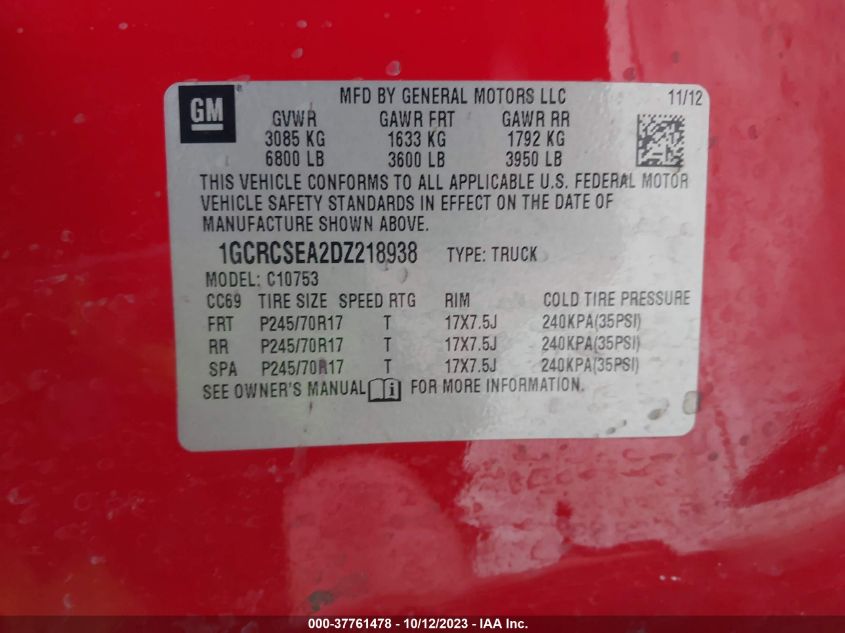 GM ® MFD BY GENERAL MOTORS LLC 11/12
GVWR GAWR FRT GAWR RR
3085 KG 1633 KG 1792 KG
6800 LB 3600 LB 3950 LB
THIS VEHICLE CONFORMS TO ALL APPLICABLE U.S. FEDERAL MOTOR
VEHICLE SAFETY STANDARDS IN EFFECT ON THE DATE OF
MANUFACTURE SHOWN ABOVE.
1GCRCSEA2DZ218938 TYPE: TRUCK
MODEL: C10753
CC69 TIRE SIZE SPEED RTG RIM COLD TIRE PRESSURE
FRT P245/70R17 T 17X7.5J 240KPA(35PSI)
RR P245/70R17 T 17X7.5J 240KPA(35PSI)
SPA P245/70R17 T 17X7.5J 240KPA(35PSI)
SEE OWNER'S MANUAL FOR MORE INFORMATION.
000-37761478 - 10/12/2023 - IAA Inc.